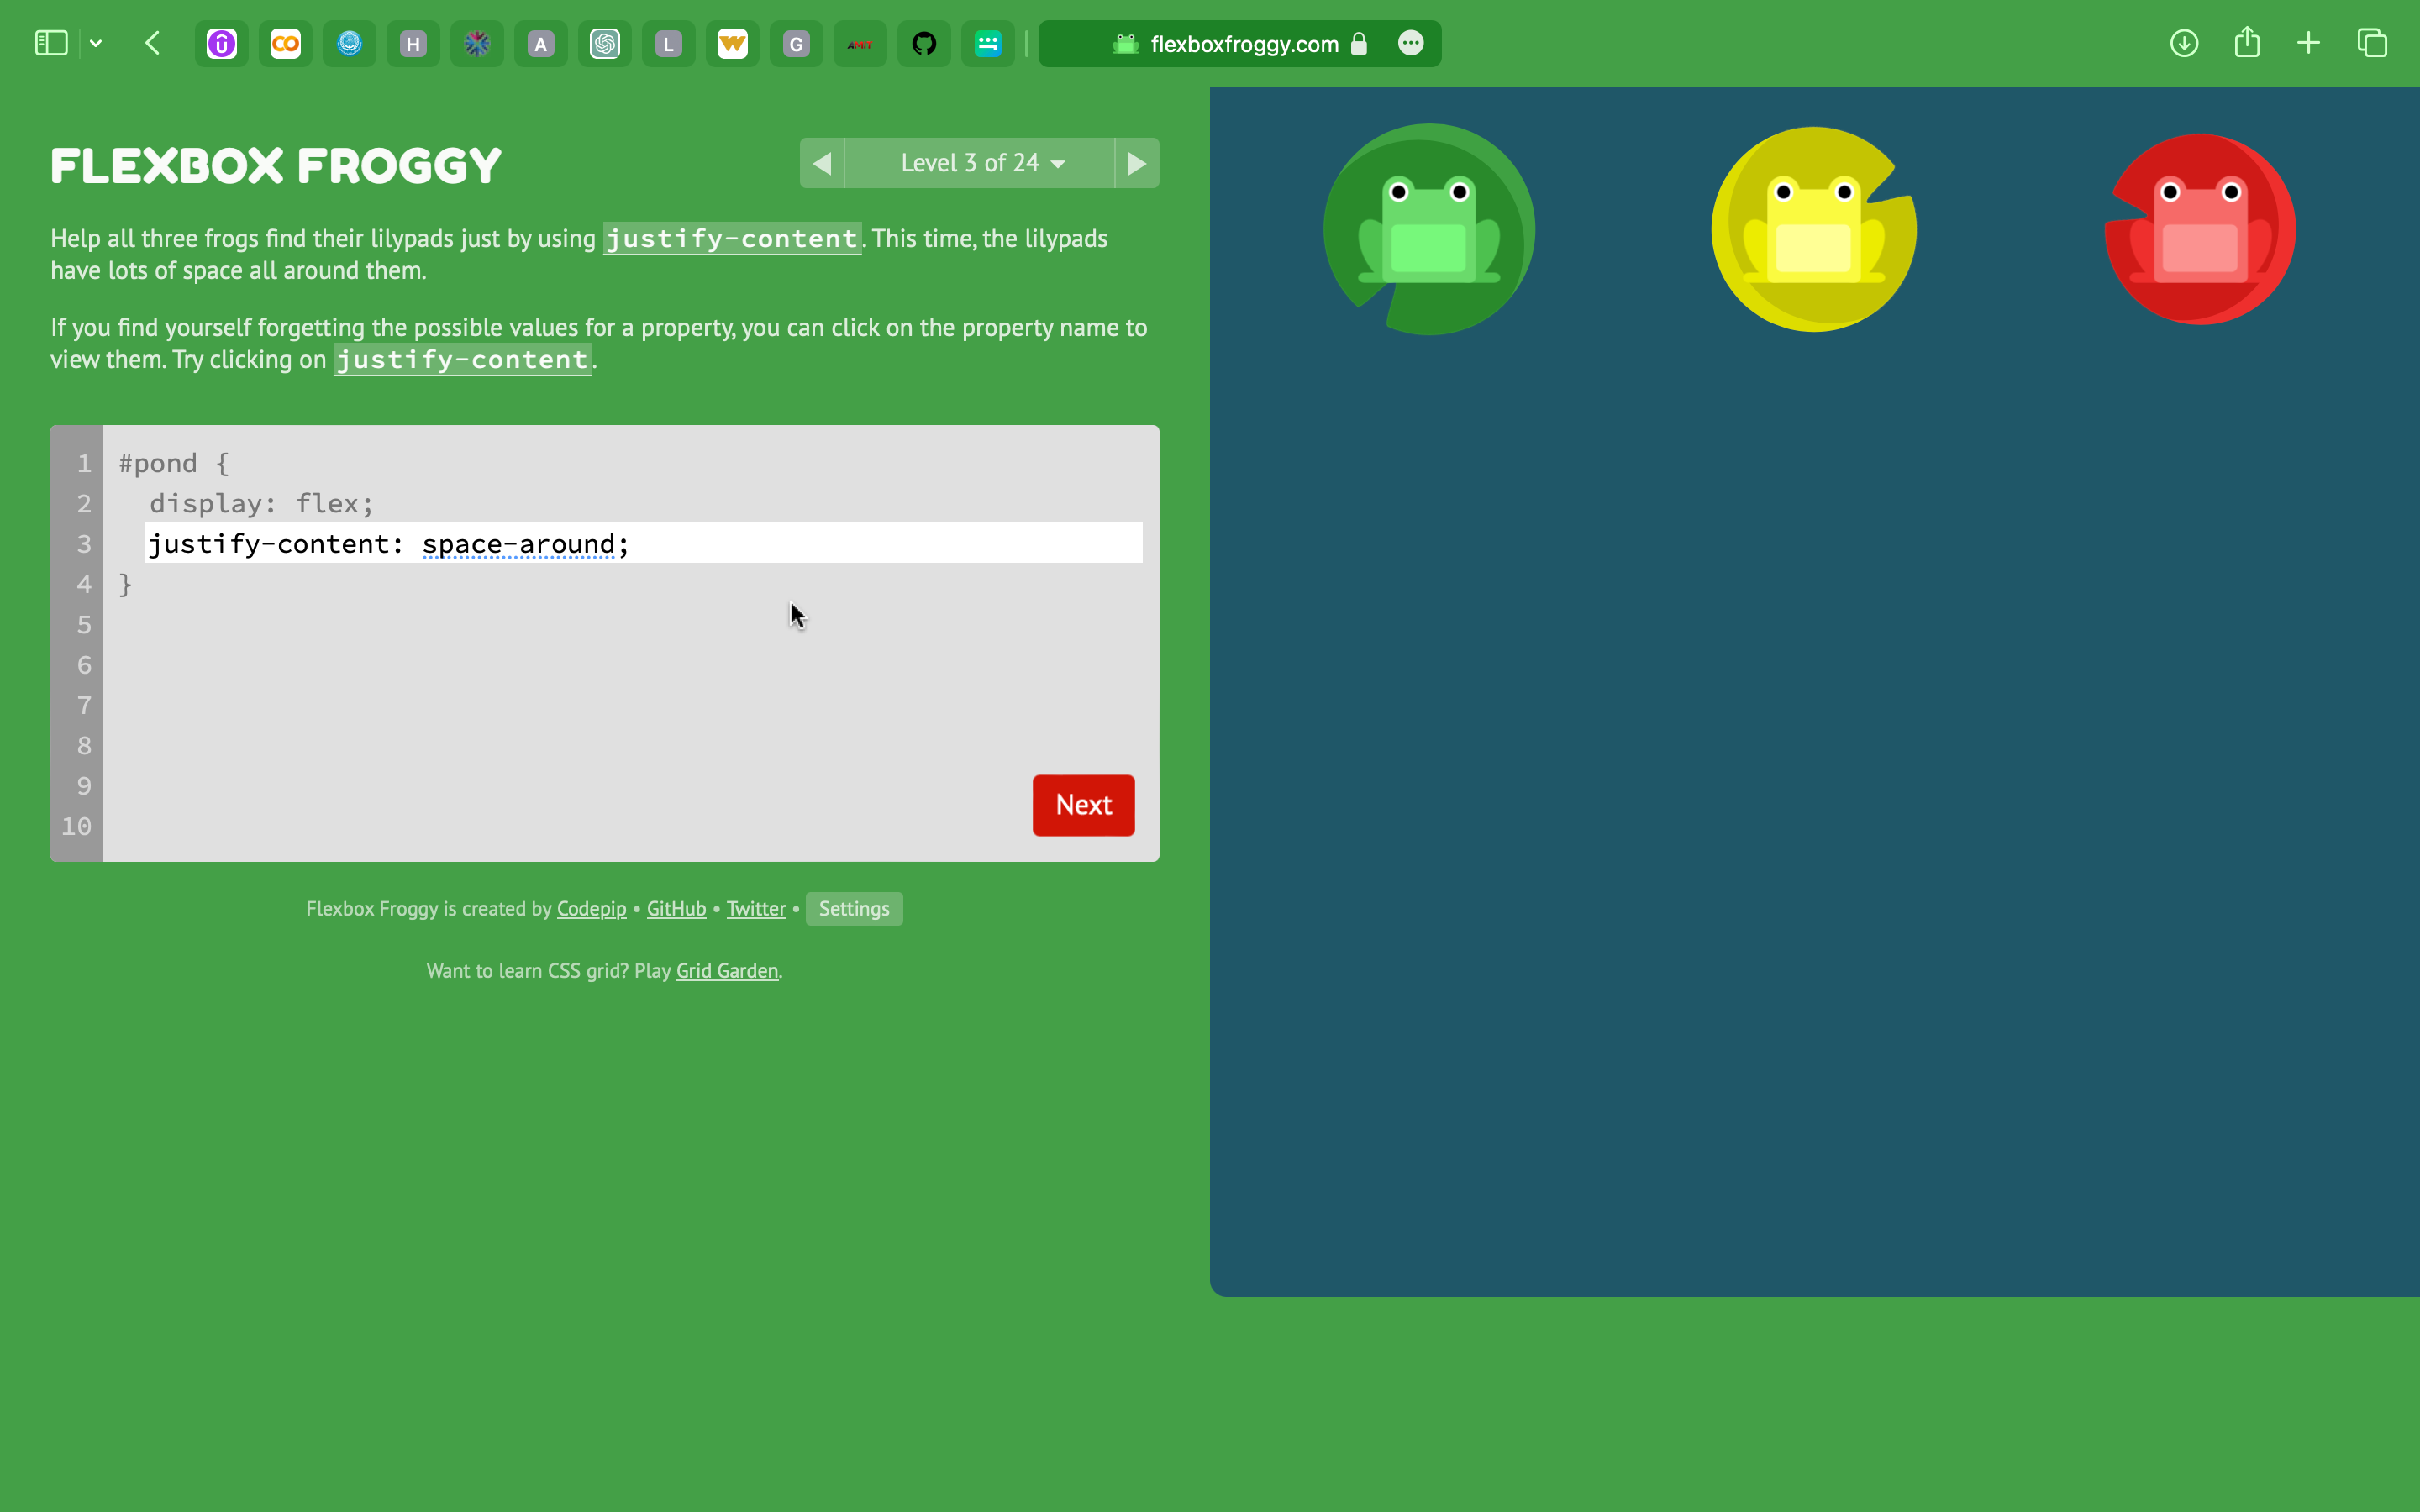 H
A
L
G
AMIT
flexboxfroggy.com
FLEXBOX FROGGY
Level 3 of 24
Help all three frogs find their lilypads just by using justify-content. This time, the lilypads
have lots of space all around them.
If you find yourself forgetting the possible values for a property, you can click on the property name to
view them. Try clicking on justify-content.
1 #pond {
2 display: flex;
3 justify-content: space-around;
4 }
5
6
7
8
9
10
Next
Flexbox Froggy is created by Codepip • GitHub • Twitter • Settings
Want to learn CSS grid? Play Grid Garden.